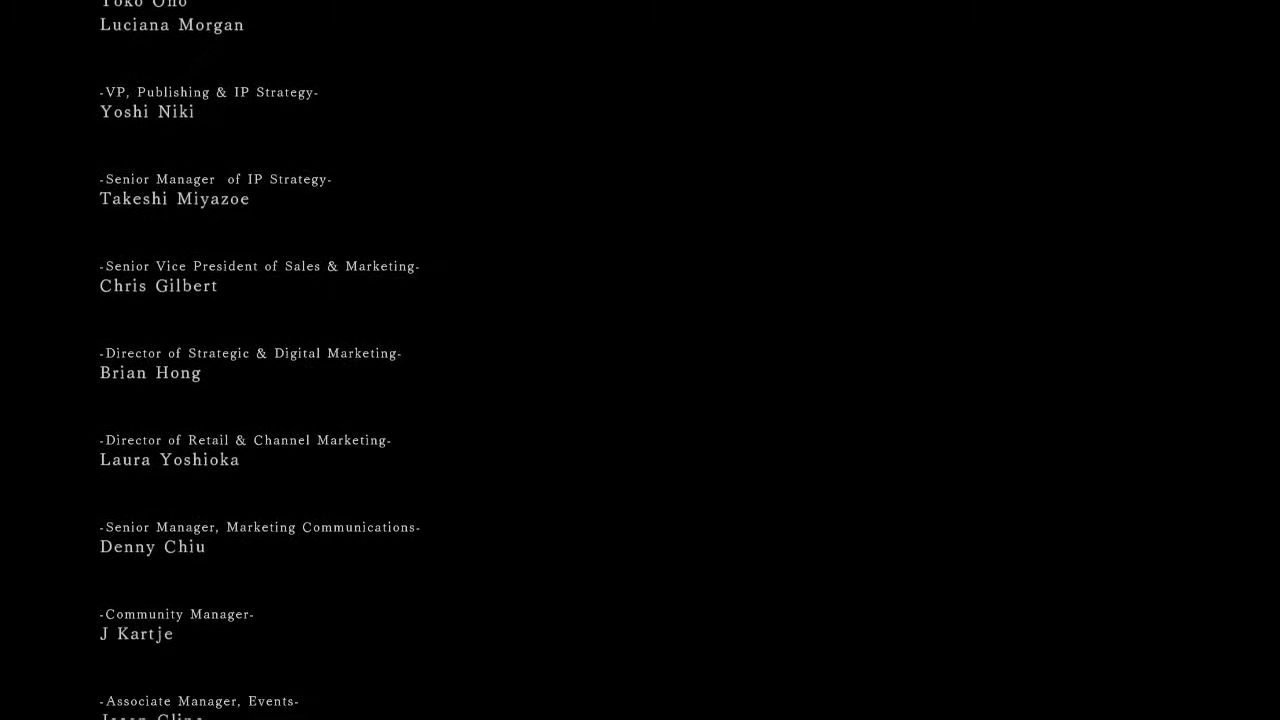 Yoko Ono
Luciana Morgan
-VP, Publishing & IP Strategy-
Yoshi Niki
-Senior Manager  of IP Strategy-
Takeshi Miyazoe
-Senior Vice President of Sales & Marketing-
Chris Gilbert
-Director of Strategic & Digital Marketing-
Brian Hong
-Director of Retail & Channel Marketing-
Laura Yoshioka
-Senior Manager, Marketing Communications-
Denny Chiu
-Community Manager-
J Kartje
-Associate Manager, Events-